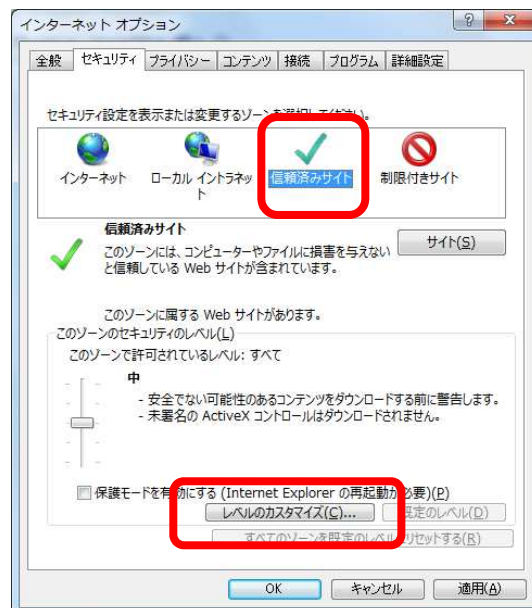 インターネット オプション
全般 セキュリティ プライバシー コンテンツ 接続 プログラム 詳細設定
セキュリティ設定を表示または変更するゾーンを選択してください。
インターネット ローカル イントラネット 信頼済みサイト 制限付きサイト
信頼済みサイト
サイト(S)
このゾーンには、コンピューターやファイルに損害を与えない
と信頼している Web サイトが含まれています。
このゾーンに属する Web サイトがあります。
このゾーンのセキュリティのレベル(L)
このゾーンで許可されているレベル: すべて
中
- 安全でない可能性のあるコンテンツをダウンロードする前に警告します。
- 未署名の ActiveX コントロールはダウンロードされません。
保護モードを有効にする (Internet Explorer の再起動が必要)(P)
レベルのカスタマイズ(C)... 既定のレベル(D)
すべてのゾーンを既定のレベルにリセットする(R)
OK キャンセル 適用(A)